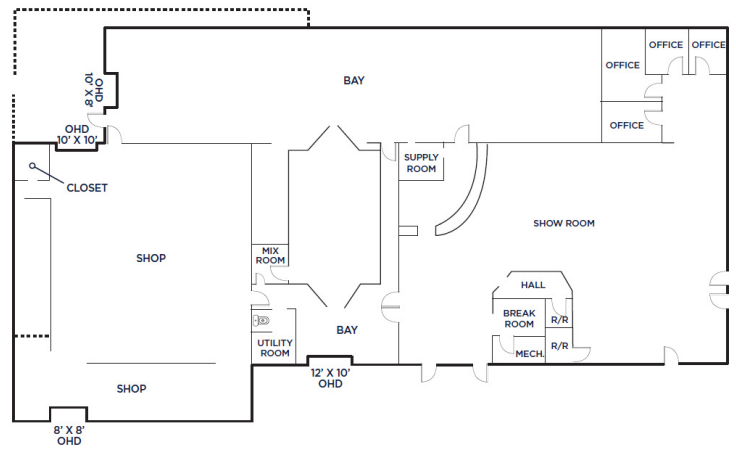 OFFICE
OFFICE
OFFICE
BAY
OHD
10' X 8'
OFFICE
OHD
10' X 10'
SUPPLY
ROOM
CLOSET
SHOW ROOM
MIX
ROOM
SHOP
HALL
BREAK
ROOM
R/R
BAY
UTILITY
ROOM
R/R
MECH.
12' X 10'
OHD
SHOP
8' X 8'
OHD